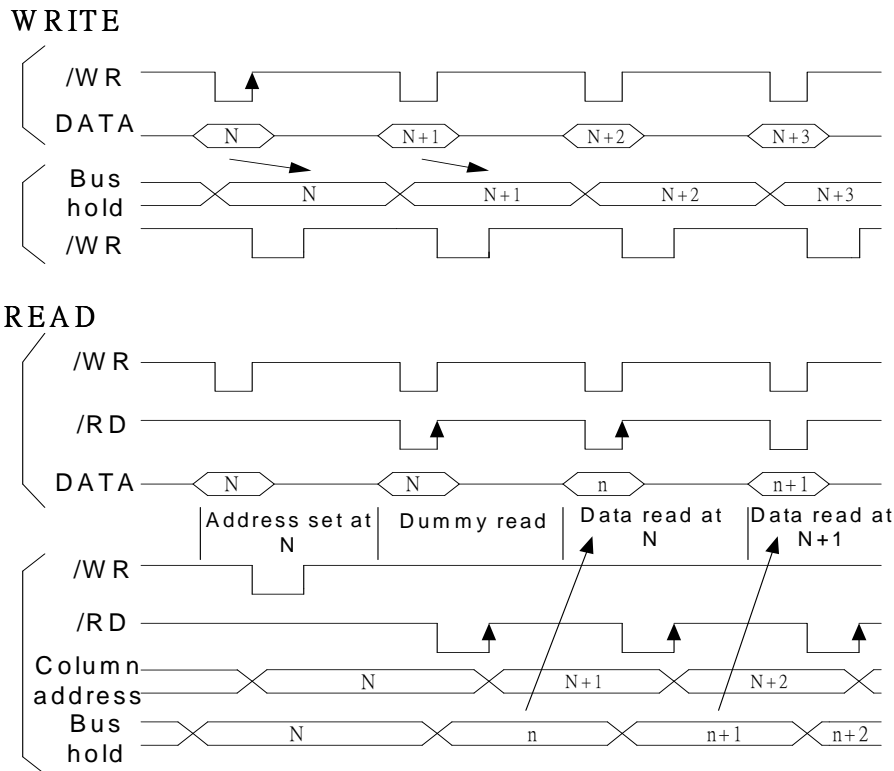 WRITE
/WR
DATA N N+1 N+2 N+3
Bus hold N N+1 N+2 N+3
/WR
READ
/WR
/RD
DATA N N n n+1
Address set at N
Dummy read
Data read at N
Data read at N+1
/WR
/RD
Column address N N+1 N+2
Bus hold N n n+1 n+2